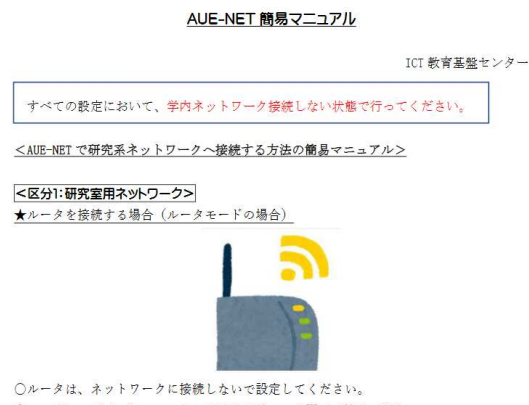 AUE-NET 簡易マニュアル
ICT 教育基盤センター
すべての設定において、学内ネットワーク接続しない状態で行ってください。
＜AUE-NET で研究系ネットワークへ接続する方法の簡易マニュアル＞
＜区分1:研究室用ネットワーク＞
★ルータを接続する場合（ルータモードの場合）
○ルータは、ネットワークに接続しないで設定してください。